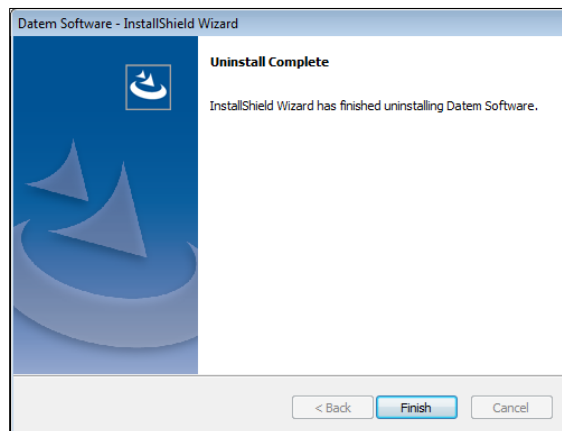 Datem Software - InstallShield Wizard
Uninstall Complete
InstallShield Wizard has finished uninstalling Datem Software.
< Back
Finish
Cancel